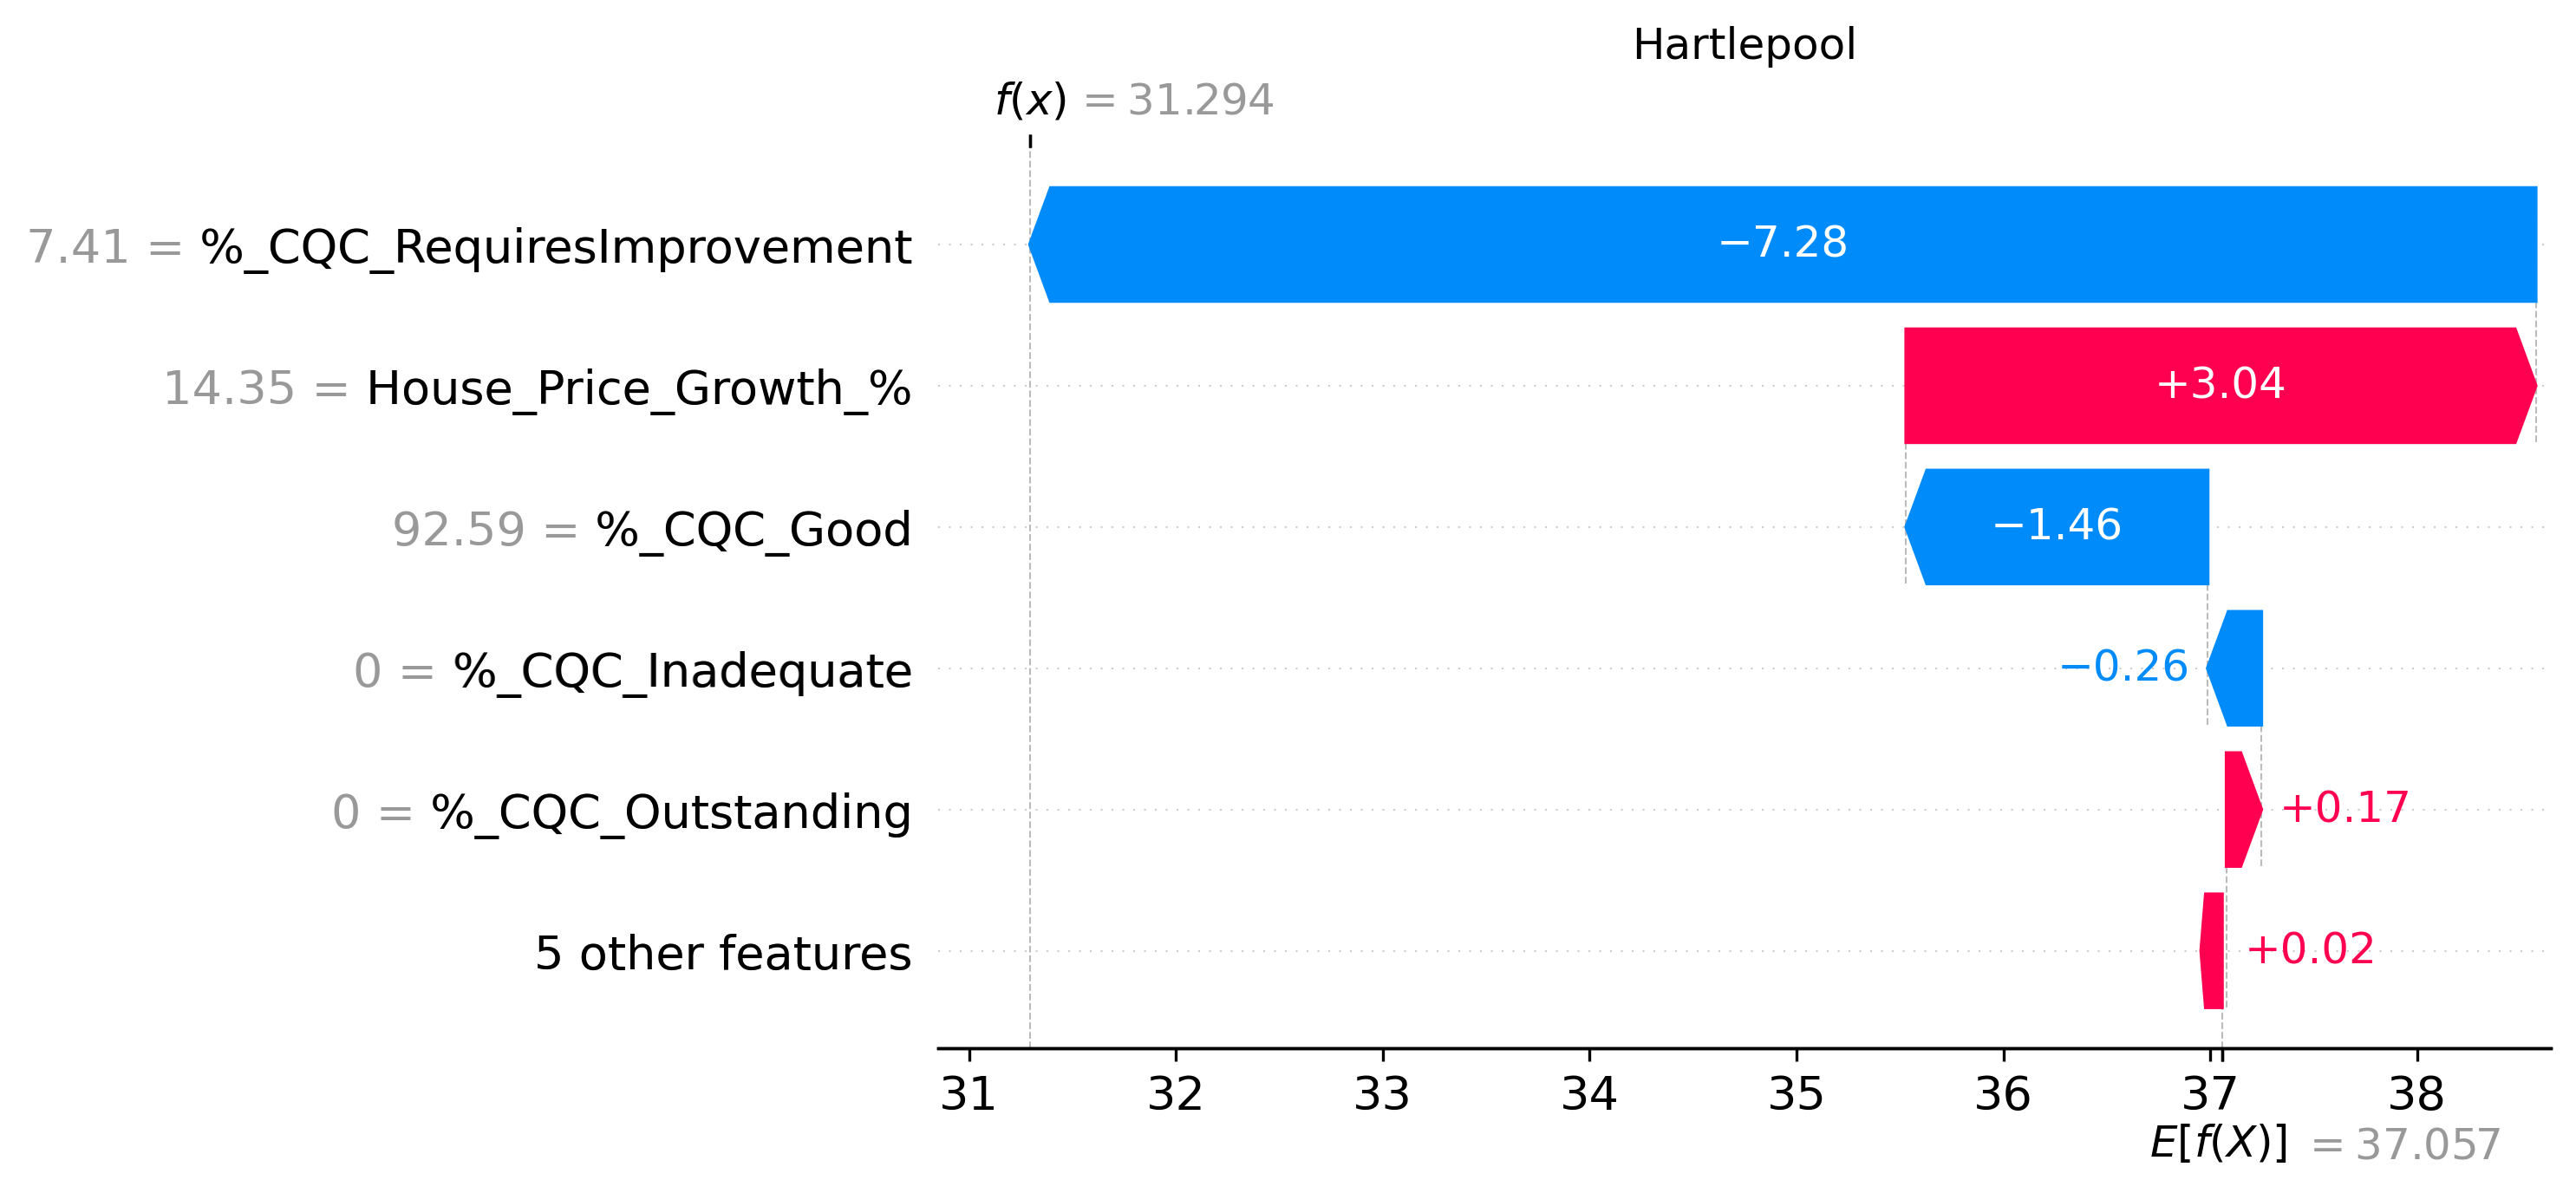 Hartlepool
f(x) = 31.294
7.41 = %_CQC_RequiresImprovement
−7.28
14.35 = House_Price_Growth_%
+3.04
92.59 = %_CQC_Good
−1.46
0 = %_CQC_Inadequate
−0.26
0 = %_CQC_Outstanding
+0.17
5 other features
+0.02
31 32 33 34 35 36 37 38
E[f(X)] = 37.057